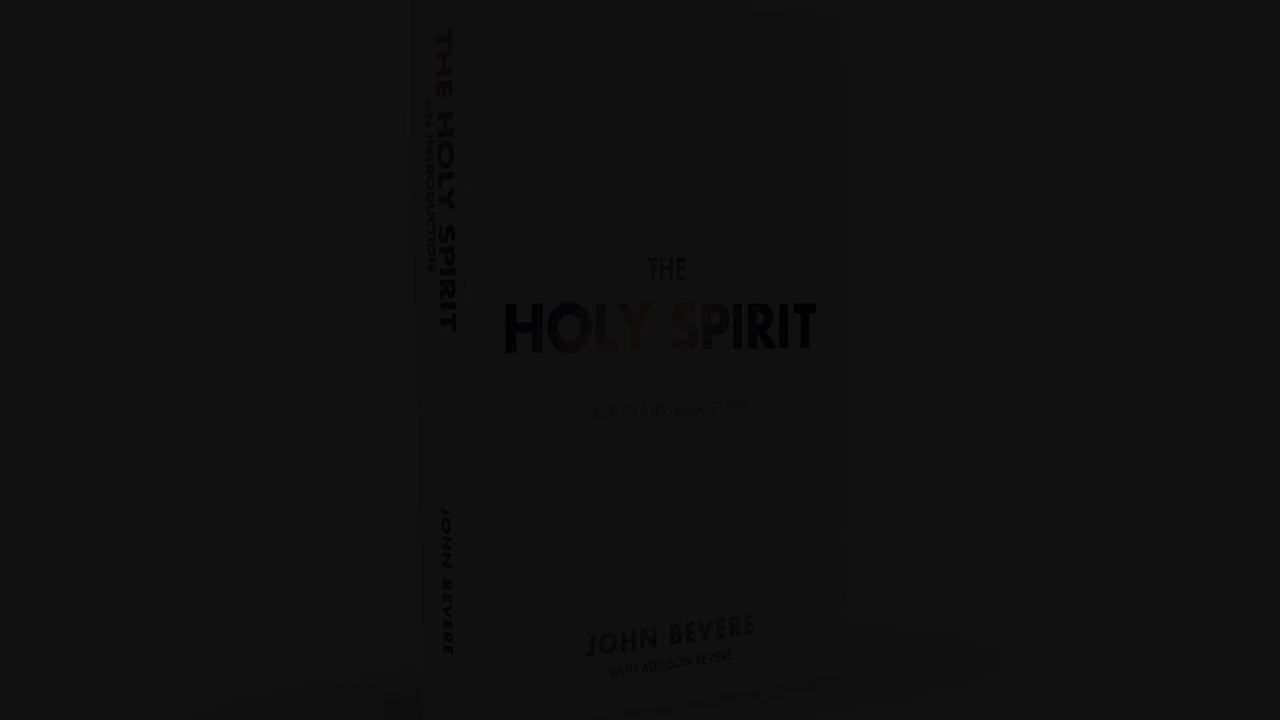 THE HOLY SPIRIT
AN INTRODUCTION
JOHN BEVERE
THE
HOLY SPIRIT
AN INTRODUCTION
JOHN BEVERE
WITH ADDISON BEVERE